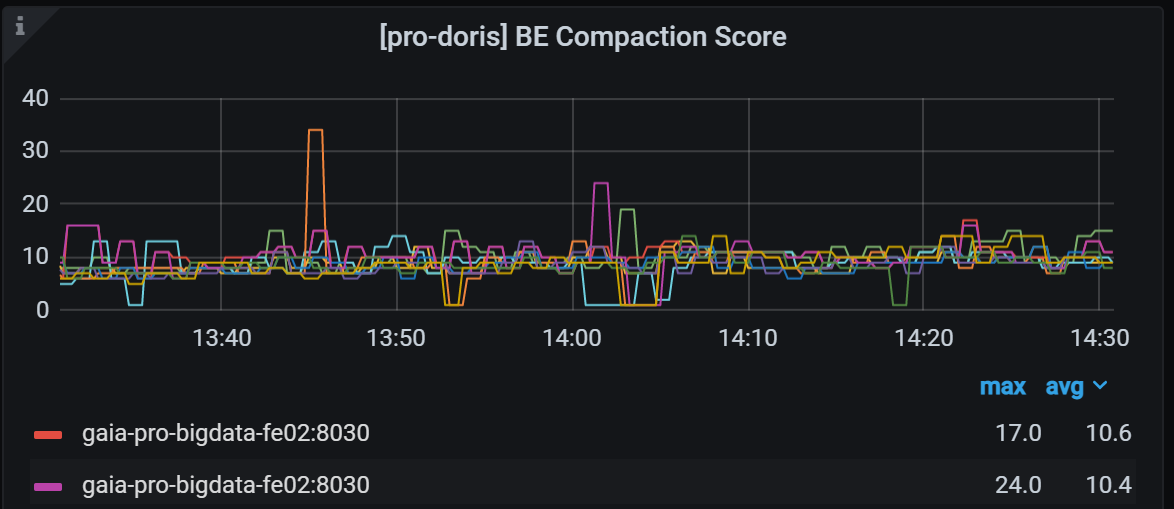 i
[pro-doris] BE Compaction Score
40
30
20
10
0
13:40 13:50 14:00 14:10 14:20 14:30
max avg
gaia-pro-bigdata-fe02:8030 17.0 10.6
gaia-pro-bigdata-fe02:8030 24.0 10.4